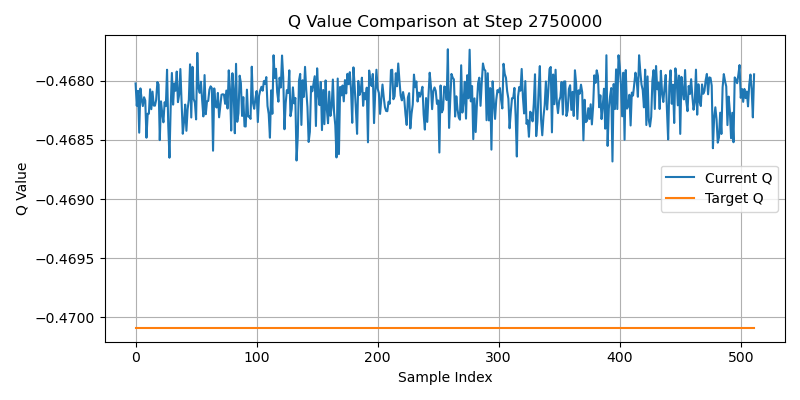 Q Value Comparison at Step 2750000
Q Value
−0.4680
−0.4685
−0.4690
−0.4695
−0.4700
Current Q
Target Q
0 100 200 300 400 500
Sample Index